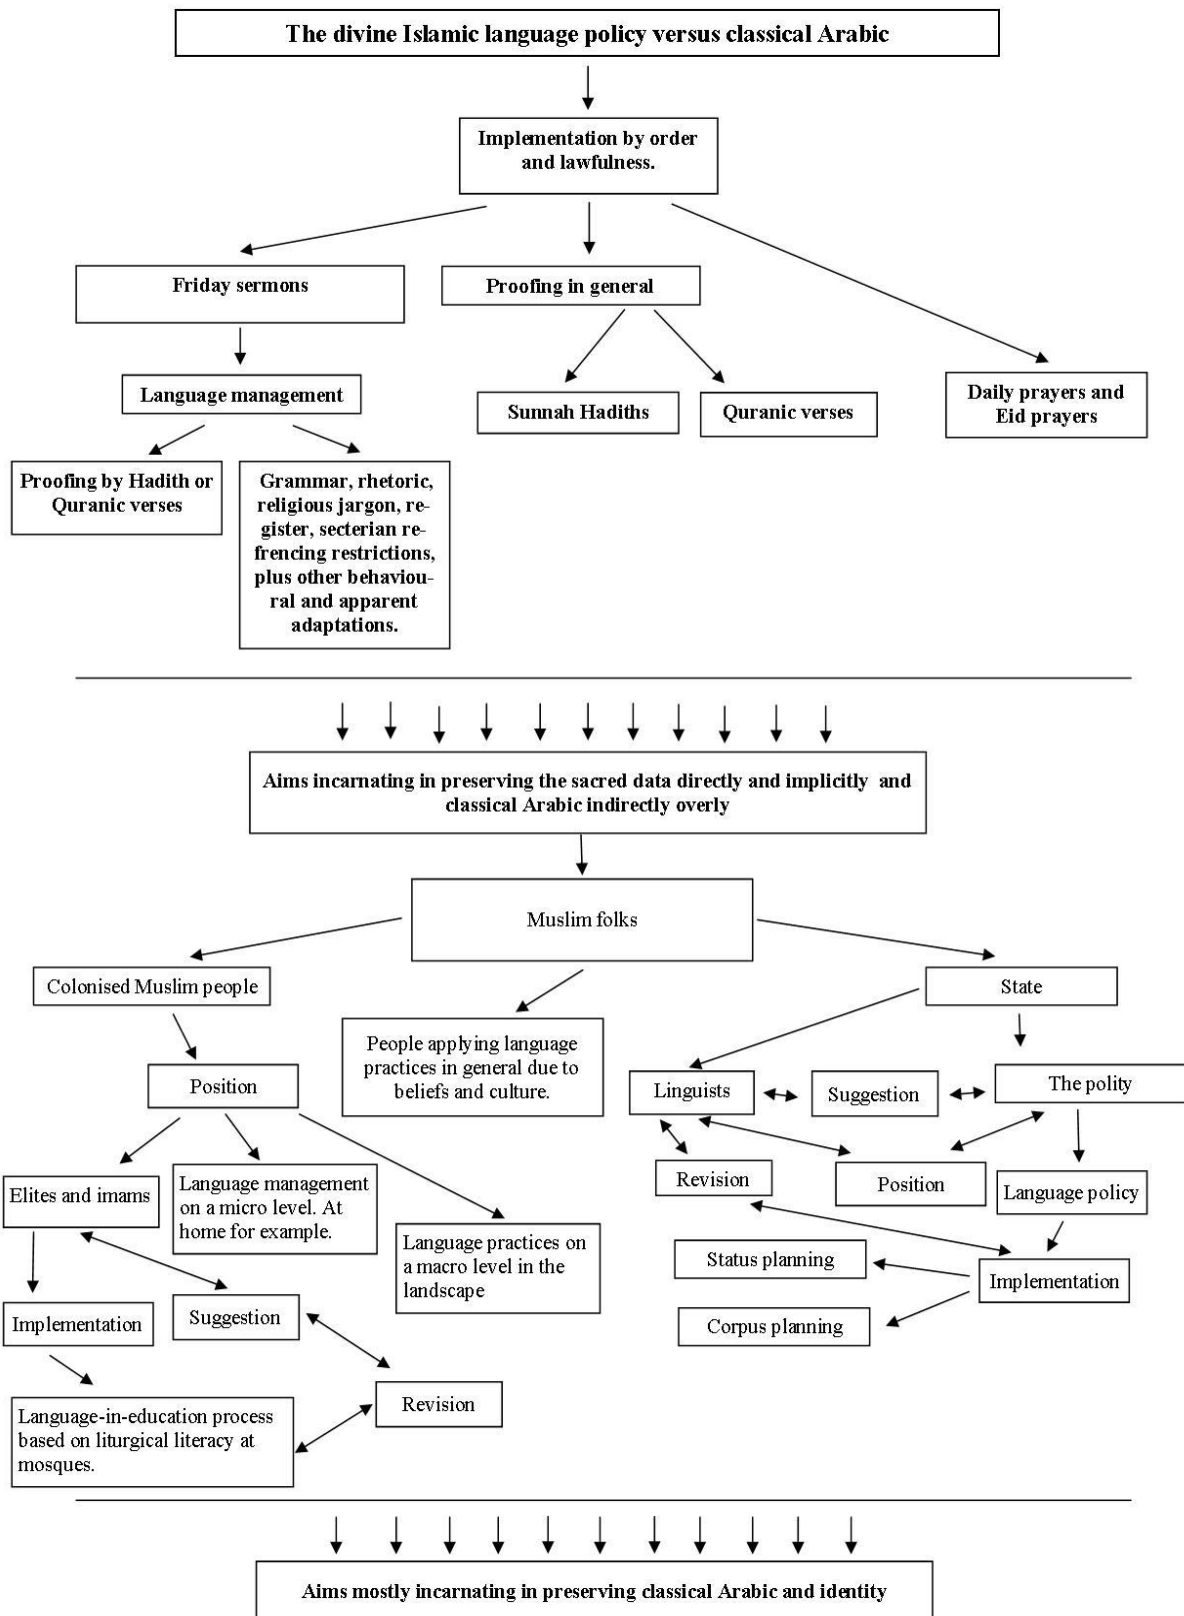 The divine Islamic language policy versus classical Arabic
Implementation by order
and lawfulness.
Friday sermons
Proofing in general
Daily prayers and
Eid prayers
Language management
Sunnah Hadiths
Quranic verses
Proofing by Hadith or
Quranic verses
Grammar, rhetoric,
religious jargon, re-
gister, secterian re-
frencing restrictions,
plus other behaviou-
ral and apparent
adaptations.
Aims incarnating in preserving the sacred data directly and implicitly and
classical Arabic indirectly overly
Muslim folks
Colonised Muslim people
People applying language
practices in general due to
beliefs and culture.
State
Position
Linguists
Suggestion
The polity
Elites and imams
Language management
on a micro level. At
home for example.
Language practices on
a macro level in the
landscape
Revision
Position
Language policy
Status planning
Implementation
Corpus planning
Implementation
Suggestion
Revision
Language-in-education process
based on liturgical literacy at
mosques.
Aims mostly incarnating in preserving classical Arabic and identity